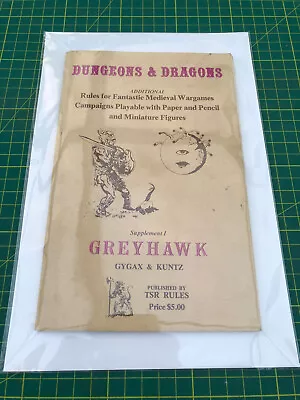 DUNGEONS & DRAGONS
ADDITIONAL
Rules for Fantastic Medieval Wargames
Campaigns Playable with Paper and Pencil
and Miniature Figures
Supplement I
GREYHAWK
GYGAX & KUNTZ
PUBLISHED BY
TSR RULES
Price $5.00